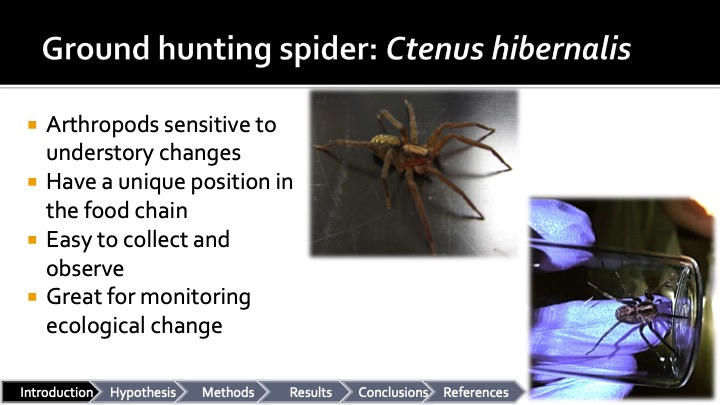 Ground hunting spider: Ctenus hibernalis
Arthropods sensitive to
understory changes
Have a unique position in
the food chain
Easy to collect and
observe
Great for monitoring
ecological change
Introduction
Hypothesis
Methods
Results
Conclusions
References